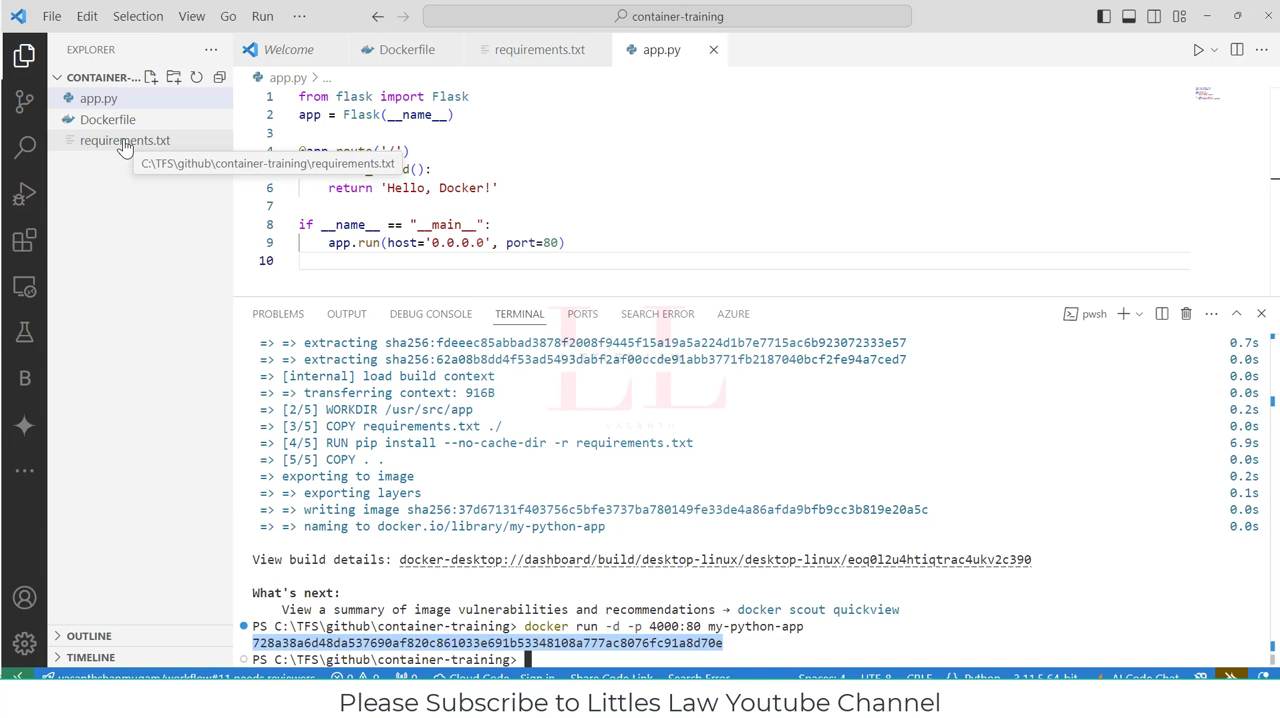 File Edit Selection View Go Run ··· container-training
EXPLORER ···
Welcome Dockerfile requirements.txt app.py
CONTAINER-...
app.py > ...
app.py
Dockerfile
requirements.txt
C:\TFS\github\container-training\requirements.txt
1 from flask import Flask
2 app = Flask(__name__)
3
@app.route('/')
():
6 return 'Hello, Docker!'
7
8 if __name__ == "__main__":
9 app.run(host='0.0.0.0', port=80)
10
PROBLEMS OUTPUT DEBUG CONSOLE TERMINAL PORTS SEARCH ERROR AZURE
pwsh
=> => extracting sha256:fdeeec85abbad3878f2008f9445f15a19a5a224d1b7e7715ac6b923072333e57 0.7s
=> => extracting sha256:62a08b8dd4f53ad5493dabf2af00ccde91abb3771fb2187040bcf2fe94a7ced7 0.0s
=> [internal] load build context 0.0s
=> => transferring context: 916B 0.0s
=> [2/5] WORKDIR /usr/src/app 0.2s
=> [3/5] COPY requirements.txt ./ 0.0s
=> [4/5] RUN pip install --no-cache-dir -r requirements.txt 6.9s
=> [5/5] COPY . . 0.0s
=> exporting to image 0.2s
=> => exporting layers 0.1s
=> => writing image sha256:37d67131f403756c5bfe3737ba780149fe33de4a86afda9bfb9cc3b819e20a5c 0.0s
=> => naming to docker.io/library/my-python-app 0.0s
LL
VASANTH
View build details: docker-desktop://dashboard/build/desktop-linux/desktop-linux/eoq0l2u4htiqtrac4ukv2c390
What's next:
View a summary of image vulnerabilities and recommendations → docker scout quickview
PS C:\TFS\github\container-training> docker run -d -p 4000:80 my-python-app
728a38a6d48da537690af820c861033e691b53348108a777ac8076fc91a8d70e
PS C:\TFS\github\container-training>
OUTLINE
TIMELINE
Please Subscribe to Littles Law Youtube Channel